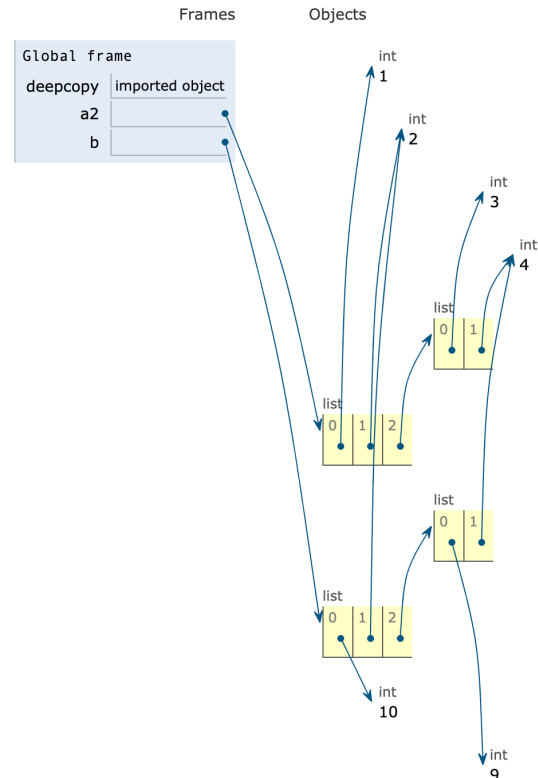 Frames Objects
Global frame
deepcopy imported object
a2
b
int
1
int
2
int
3
int
4
list
0 1
list
0 1 2
list
0 1
list
0 1 2
int
10
int
9